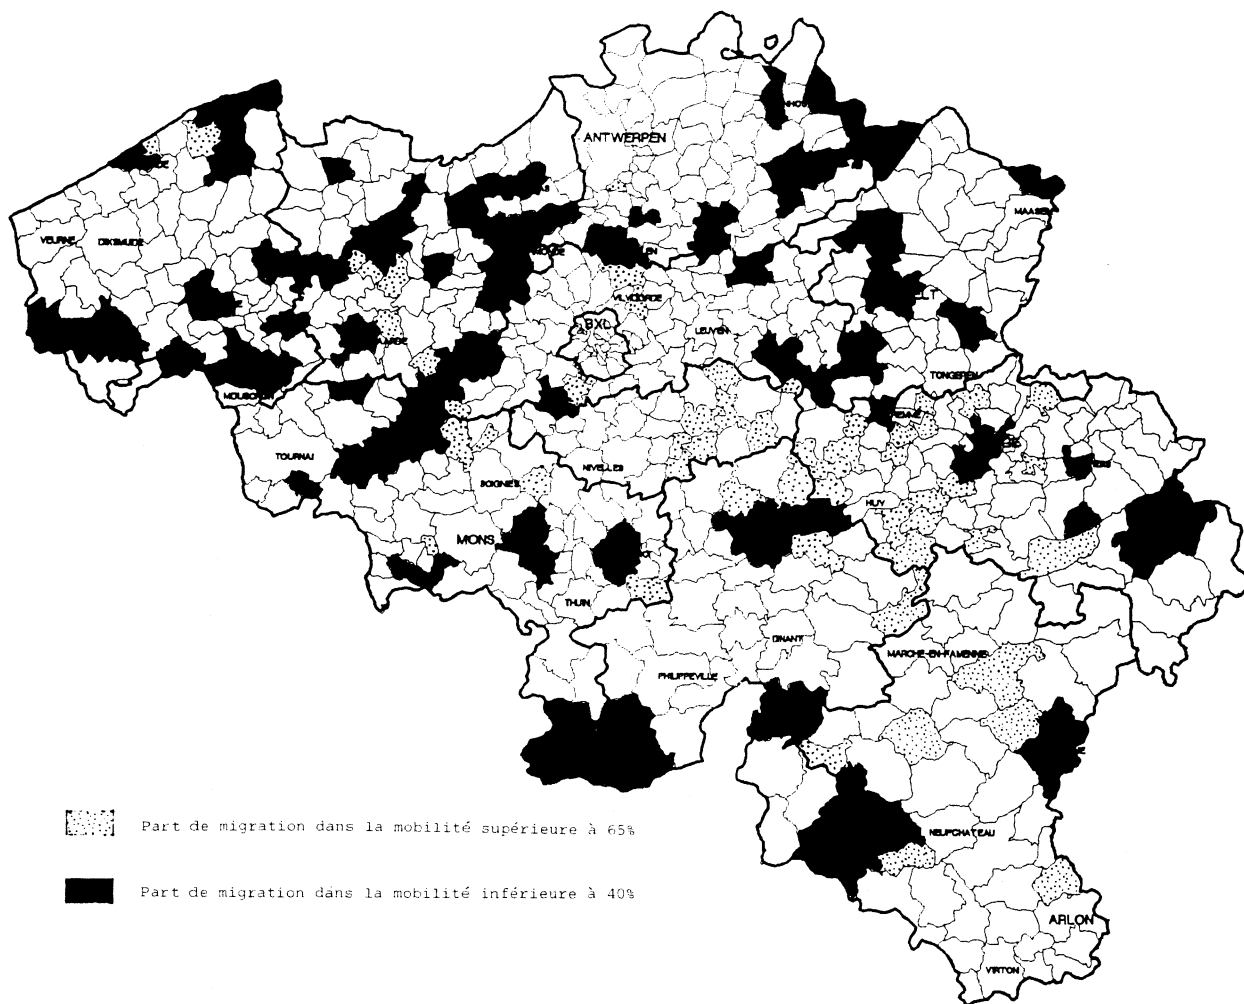 ANTWERPEN
MAASEIK
VEURNE
DIKSMUDE
VILVOORDE
BXL
LEUVEN
TONGEREN
MOUSCRON
TOURNAI
SOIGNIES
NIVELLES
HUY
MONS
THUIN
DINANT
MARCHE-EN-FAMENNE
PHILIPPEVILLE
NEUFCHATEAU
Part de migration dans la mobilité supérieure à 65%
Part de migration dans la mobilité inférieure à 40%
ARLON
VIRTON